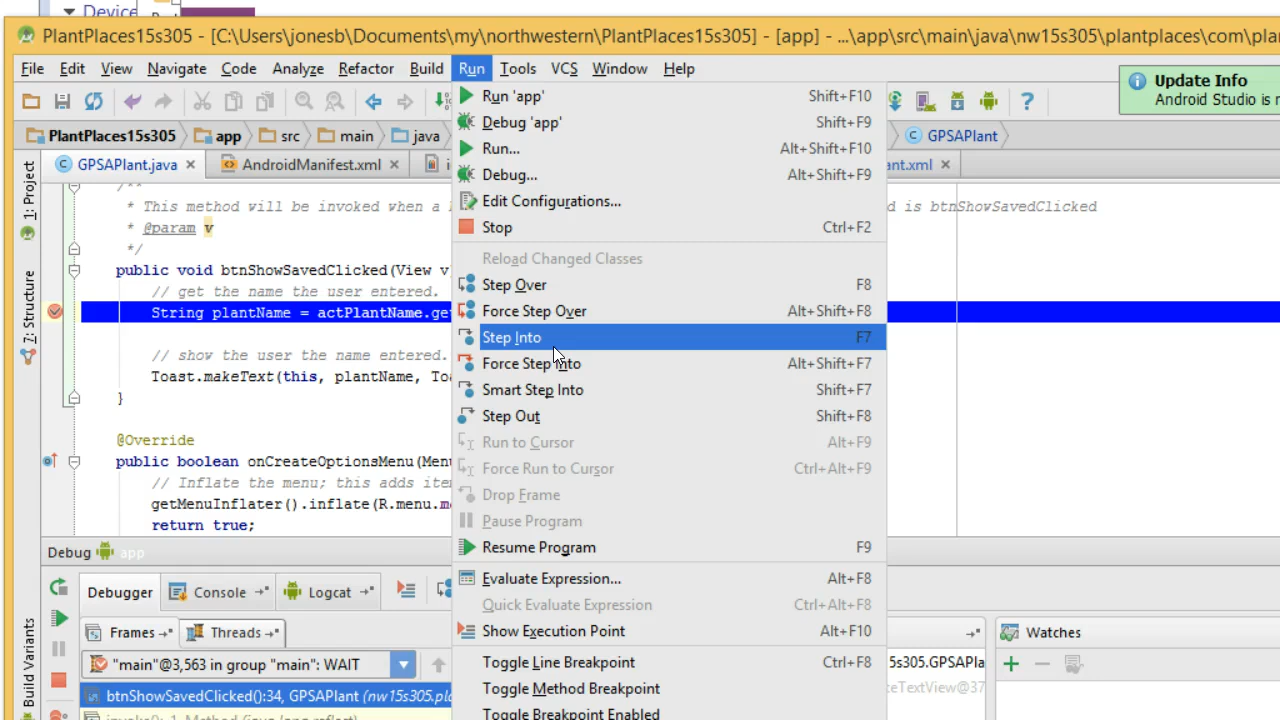 Device
PlantPlaces15s305 - [C:\Users\jonesb\Documents\my\northwestern\PlantPlaces15s305] - [app] - ...\app\src\main\java\nw15s305\plantplaces\com\plan
File Edit View Navigate Code Analyze Refactor Build Run Tools VCS Window Help
Update Info
Android Studio is r
PlantPlaces15s305 app src main java GPSAPlant
GPSAPlant.java AndroidManifest.xml ant.xml
1: Project
7: Structure
Build Variants
/**
* This method will be invoked when a d is btnShowSavedClicked
* @param v
*/
public void btnShowSavedClicked(View v
// get the name the user entered.
String plantName = actPlantName.ge
// show the user the name entered.
Toast.makeText(this, plantName, To
}
@Override
public boolean onCreateOptionsMenu(Menu
// Inflate the menu; this adds ite
getMenuInflater().inflate(R.menu.m
return true;
Run 'app' Shift+F10
Debug 'app' Shift+F9
Run... Alt+Shift+F10
Debug... Alt+Shift+F9
Edit Configurations...
Stop Ctrl+F2
Reload Changed Classes
Step Over F8
Force Step Over Alt+Shift+F8
Step Into F7
Force Step Into Alt+Shift+F7
Smart Step Into Shift+F7
Step Out Shift+F8
Run to Cursor Alt+F9
Force Run to Cursor Ctrl+Alt+F9
Drop Frame
Pause Program
Resume Program F9
Evaluate Expression... Alt+F8
Quick Evaluate Expression Ctrl+Alt+F8
Show Execution Point Alt+F10
Toggle Line Breakpoint Ctrl+F8
Toggle Method Breakpoint
Toggle Breakpoint Enabled
Debug app
Debugger Console Logcat
Frames Threads
"main"@3,563 in group "main": WAIT
btnShowSavedClicked():34, GPSAPlant (nw15s305.pla
invoke():-1, Method (java.lang.reflect)
5s305.GPSAPla
teTextView@37
Watches